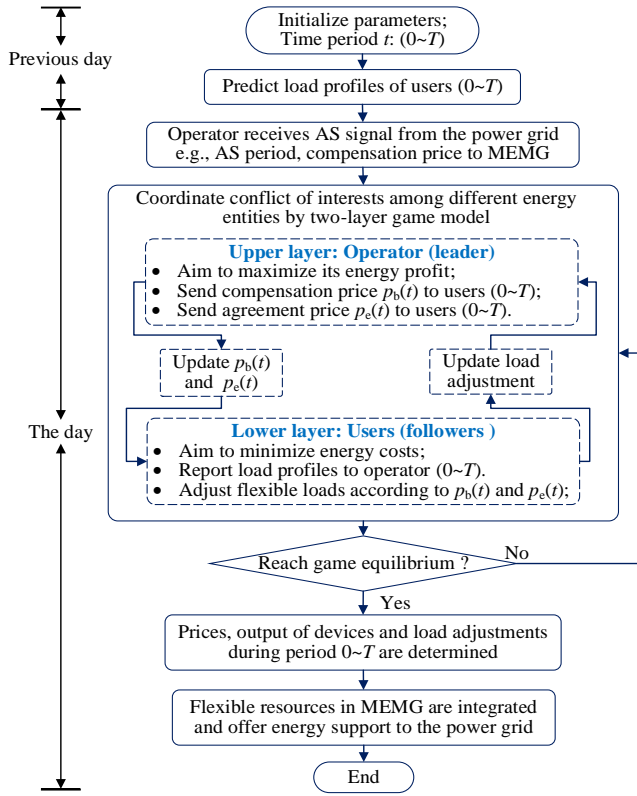 Initialize parameters;
Time period t: (0~T)
Previous day
Predict load profiles of users (0~T)
Operator receives AS signal from the power grid
e.g., AS period, compensation price to MEMG
Coordinate conflict of interests among different energy
entities by two-layer game model
Upper layer: Operator (leader)
• Aim to maximize its energy profit;
• Send compensation price p_b(t) to users (0~T);
• Send agreement price p_e(t) to users (0~T).
Update p_b(t)
and p_e(t)
Update load
adjustment
The day
Lower layer: Users (followers )
• Aim to minimize energy costs;
• Report load profiles to operator (0~T).
• Adjust flexible loads according to p_b(t) and p_e(t);
Reach game equilibrium ?
No
Yes
Prices, output of devices and load adjustments
during period 0~T are determined
Flexible resources in MEMG are integrated
and offer energy support to the power grid
End